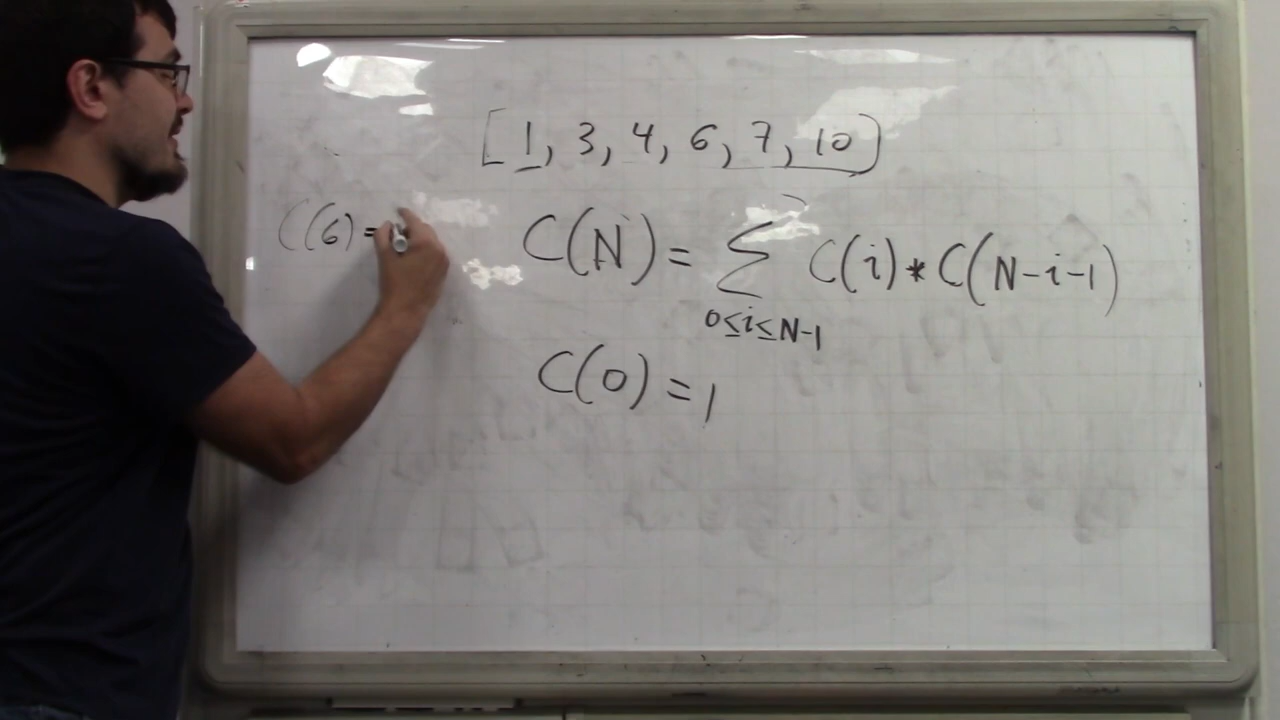 [1, 3, 4, 6, 7, 10]
C(6) =
C(N) = ∑ C(i) * C(N-i-1)
0≤i≤N-1
C(0) = 1